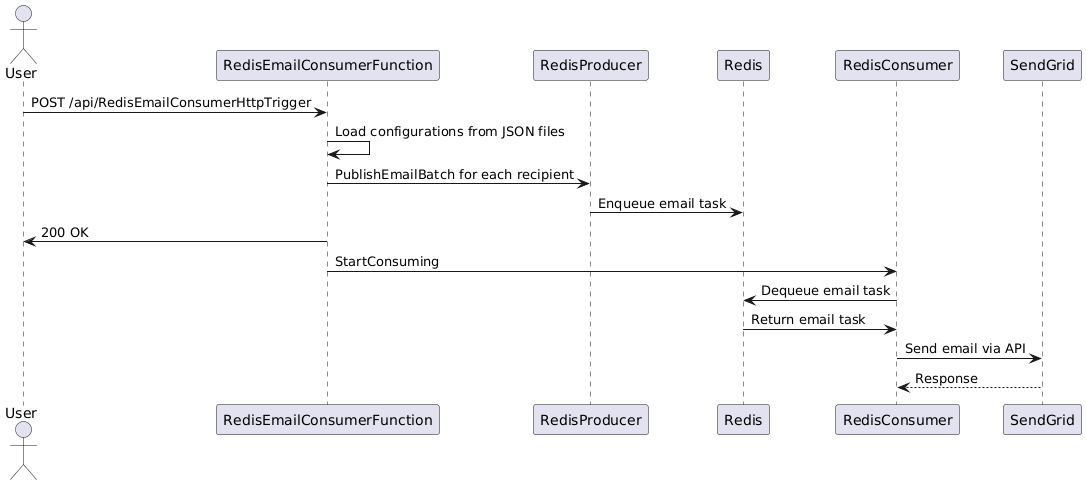 User
RedisEmailConsumerFunction
RedisProducer
Redis
RedisConsumer
SendGrid
POST /api/RedisEmailConsumerHttpTrigger
Load configurations from JSON files
PublishEmailBatch for each recipient
Enqueue email task
200 OK
StartConsuming
Dequeue email task
Return email task
Send email via API
Response
User
RedisEmailConsumerFunction
RedisProducer
Redis
RedisConsumer
SendGrid